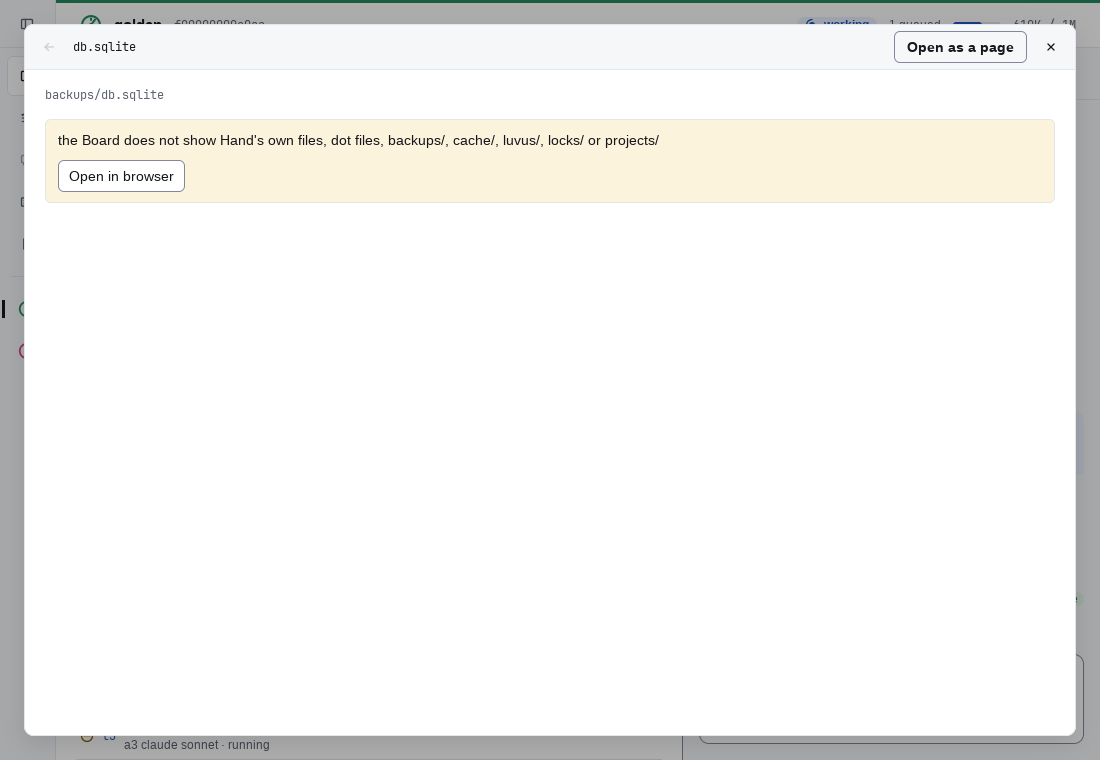 db.sqlite
Open as a page
backups/db.sqlite
the Board does not show Hand's own files, dot files, backups/, cache/, luvus/, locks/ or projects/
Open in browser
a3 claude sonnet · running